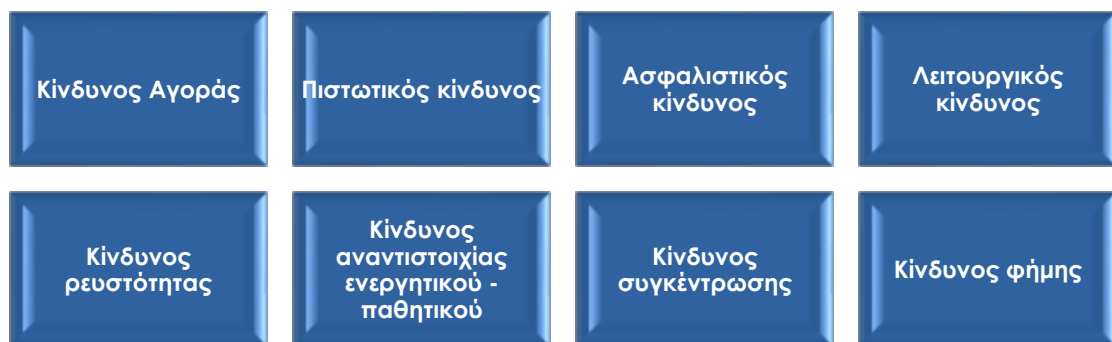 Κίνδυνος Αγοράς
Πιστωτικός κίνδυνος
Ασφαλιστικός
κίνδυνος
Λειτουργικός
κίνδυνος
Κίνδυνος
ρευστότητας
Κίνδυνος
αναντιστοιχίας
ενεργητικού -
παθητικού
Κίνδυνος
συγκέντρωσης
Κίνδυνος φήμης